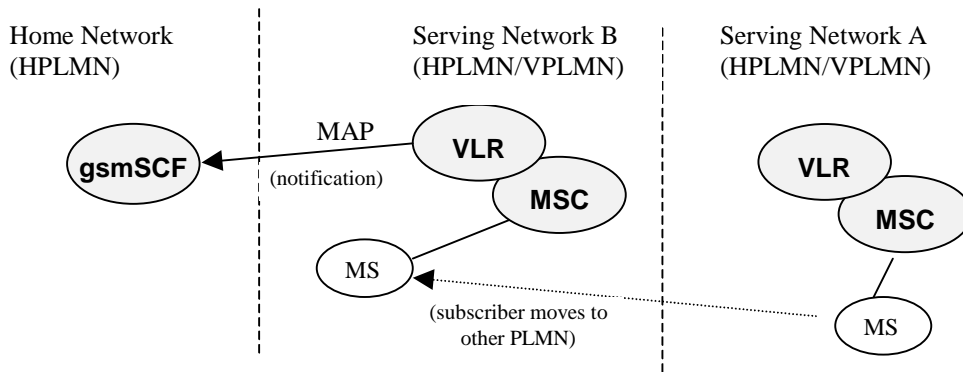 Home Network
(HPLMN)
Serving Network B
(HPLMN/VPLMN)
Serving Network A
(HPLMN/VPLMN)
MAP
(notification)
gsmSCF
VLR
MSC
MS
VLR
MSC
MS
(subscriber moves to
other PLMN)